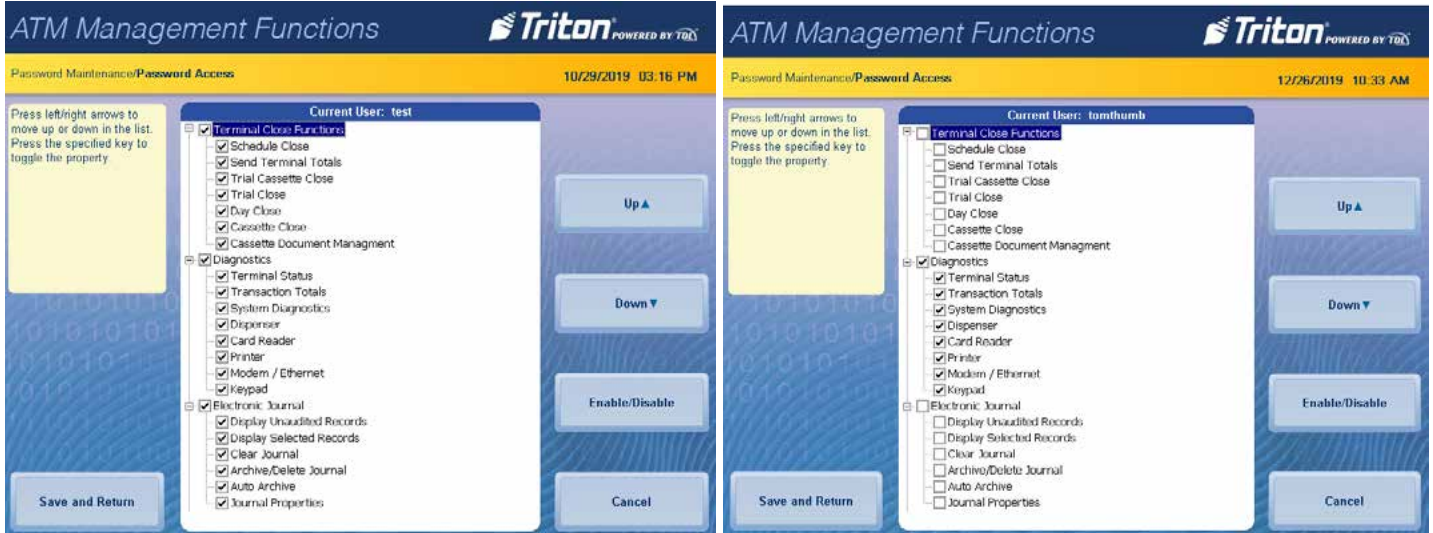 ATM Management Functions
Triton POWERED BY TDL
Password Maintenance/Password Access
10/29/2019 03:16 PM
Press left/right arrows to
move up or down in the list.
Press the specified key to
toggle the property.
Current User: test
Terminal Close Functions
Schedule Close
Send Terminal Totals
Trial Cassette Close
Trial Close
Day Close
Cassette Close
Cassette Document Managment
Diagnostics
Terminal Status
Transaction Totals
System Diagnostics
Dispenser
Card Reader
Printer
Modem / Ethernet
Keypad
Electronic Journal
Display Unaudited Records
Display Selected Records
Clear Journal
Archive/Delete Journal
Auto Archive
Journal Properties
Up
Down
Enable/Disable
Save and Return
Cancel
ATM Management Functions
Triton POWERED BY TDL
Password Maintenance/Password Access
12/26/2019 10:33 AM
Press left/right arrows to
move up or down in the list.
Press the specified key to
toggle the property.
Current User: tomthumb
Terminal Close Functions
Schedule Close
Send Terminal Totals
Trial Cassette Close
Trial Close
Day Close
Cassette Close
Cassette Document Managment
Diagnostics
Terminal Status
Transaction Totals
System Diagnostics
Dispenser
Card Reader
Printer
Modem / Ethernet
Keypad
Electronic Journal
Display Unaudited Records
Display Selected Records
Clear Journal
Archive/Delete Journal
Auto Archive
Journal Properties
Up
Down
Enable/Disable
Save and Return
Cancel